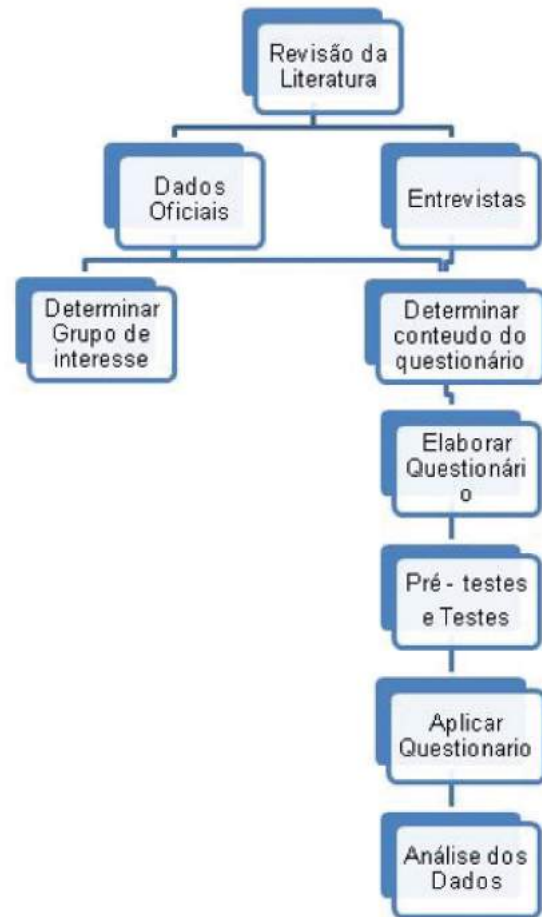 Revisão da
Literatura
Dados
Oficiais
Entrevistas
Determinar
Grupo de
interesse
Determinar
conteudo do
questionário
Elaborar
Questionári
o
Pré - testes
e Testes
Aplicar
Questionario
Análise dos
Dados